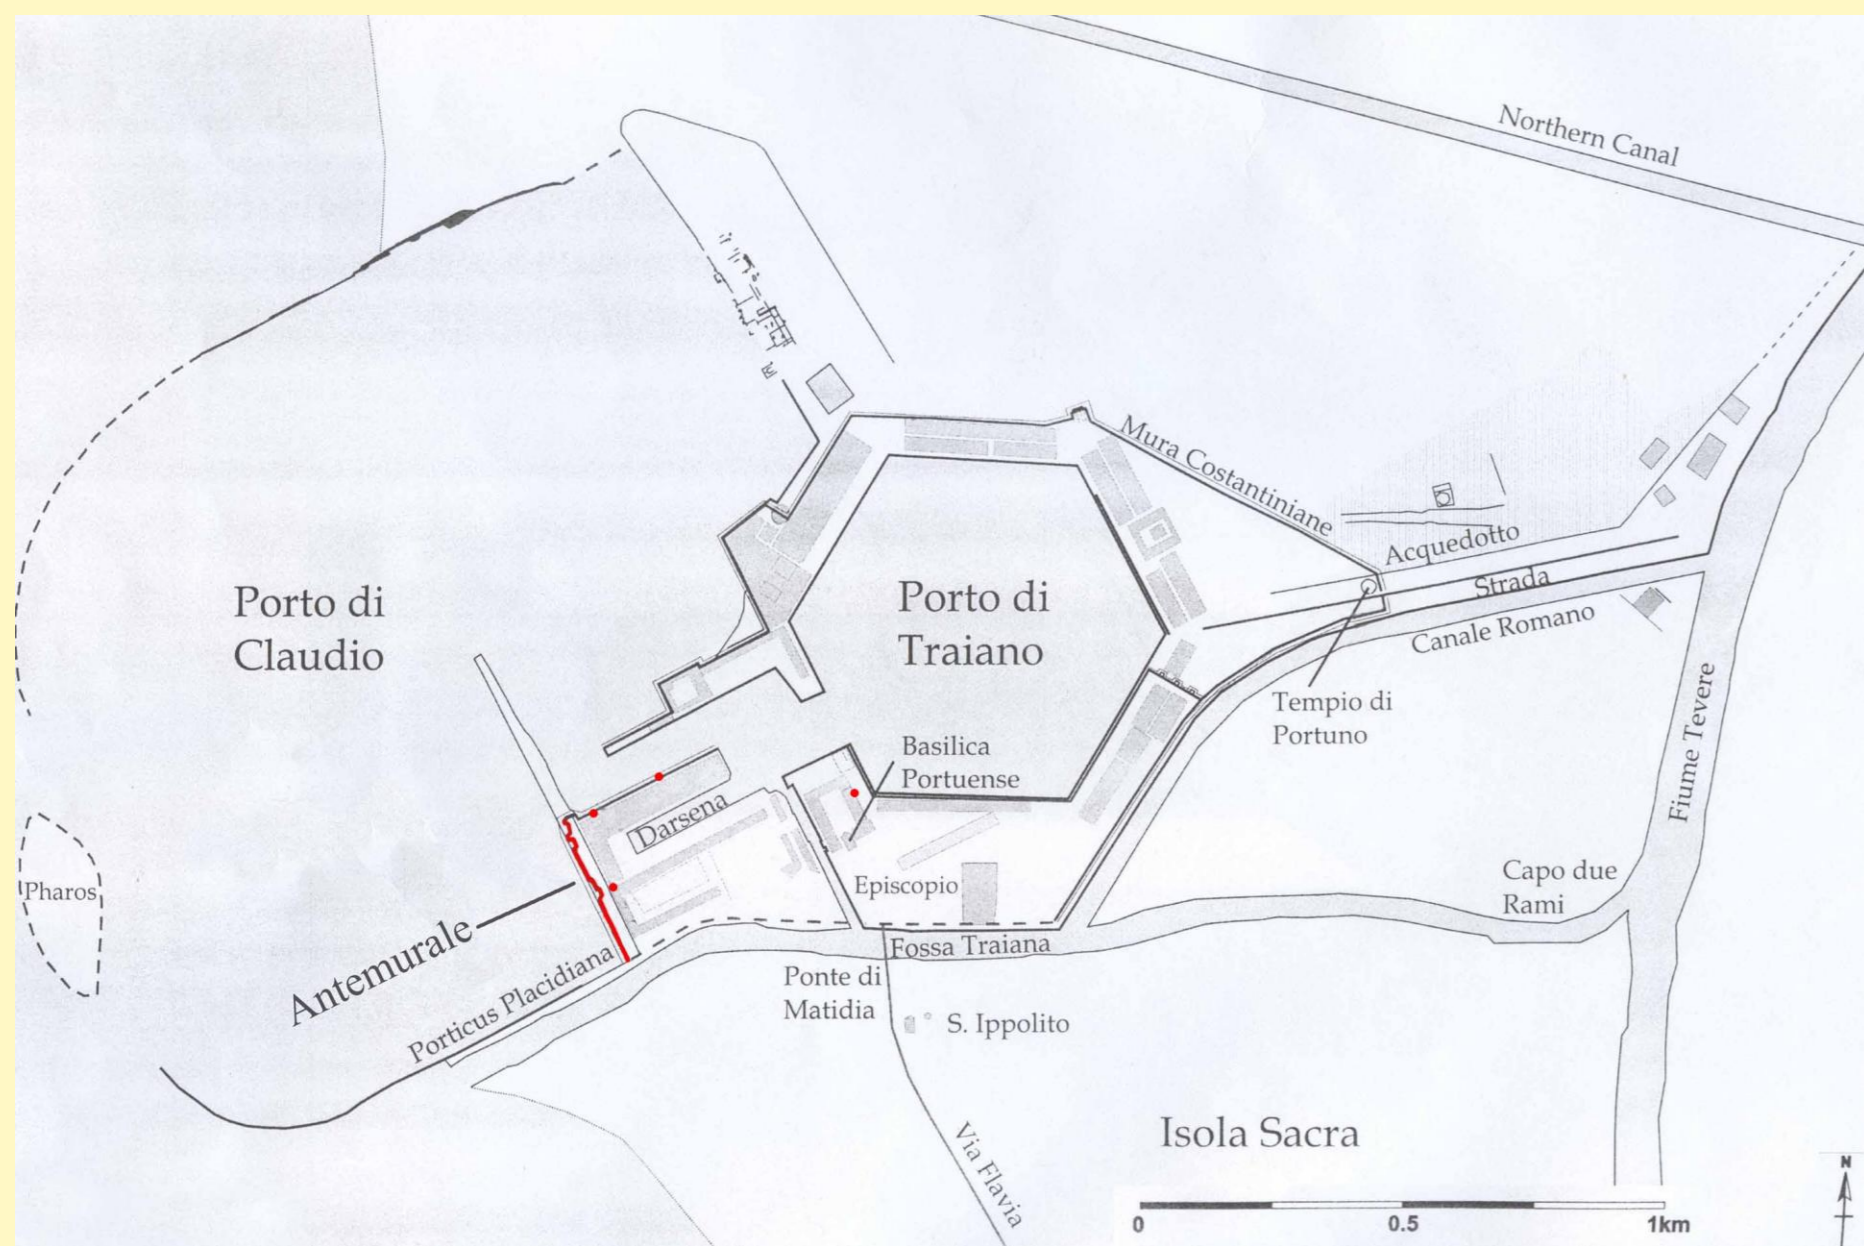 Northern Canal
Mura Costantiniane
Acquedotto
Strada
Canale Romano
Porto di
Claudio
Porto di
Traiano
Tempio di
Portuno
Fiume Tevere
Basilica
Portuense
Darsena
Pharos
Episcopio
Capo due
Rami
Antemurale
Fossa Traiana
Porticus Placidiana
Ponte di
Matidia
S. Ippolito
Via Flavia
Isola Sacra
N
0 0.5 1km